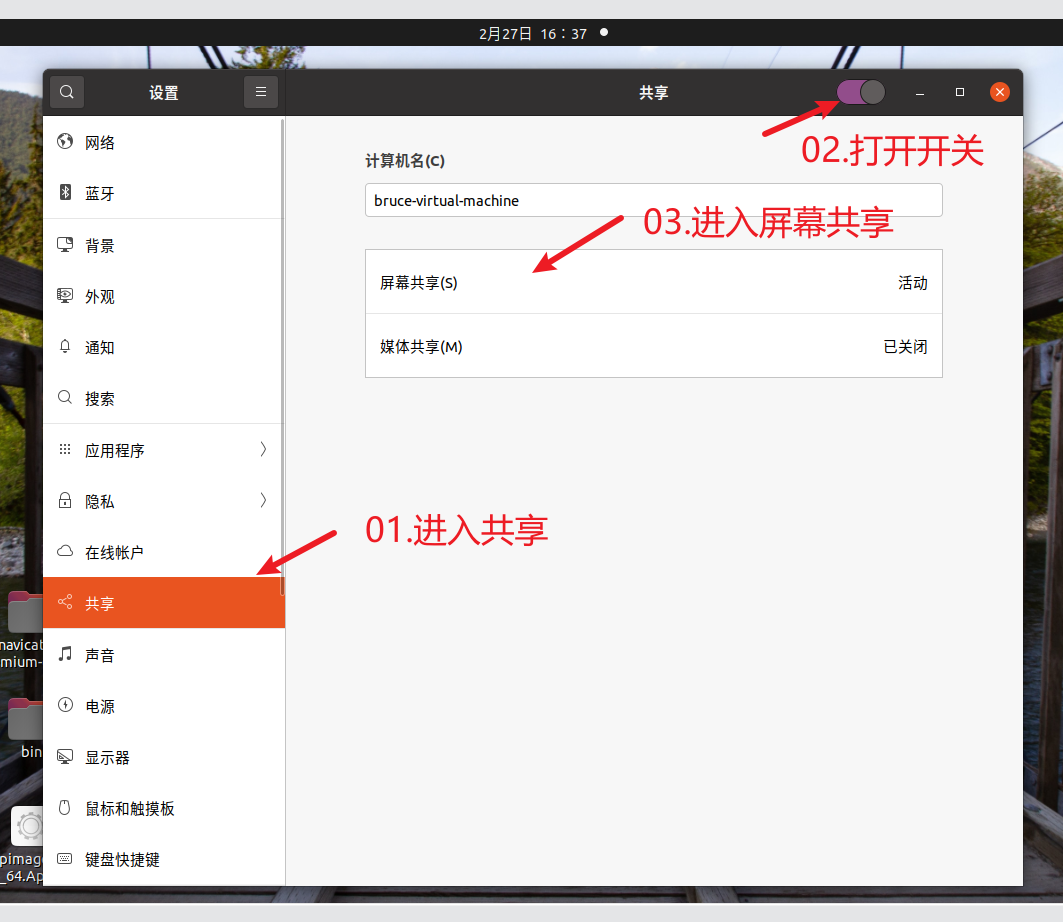 2月27日 16：37
设置
共享
02.打开开关
网络
蓝牙
背景
外观
通知
搜索
应用程序
隐私
在线帐户
共享
声音
电源
显示器
鼠标和触摸板
键盘快捷键
计算机名(C)
bruce-virtual-machine
03.进入屏幕共享
屏幕共享(S)
活动
媒体共享(M)
已关闭
01.进入共享
navicat
mium-
bin
pimag
_64.Ap